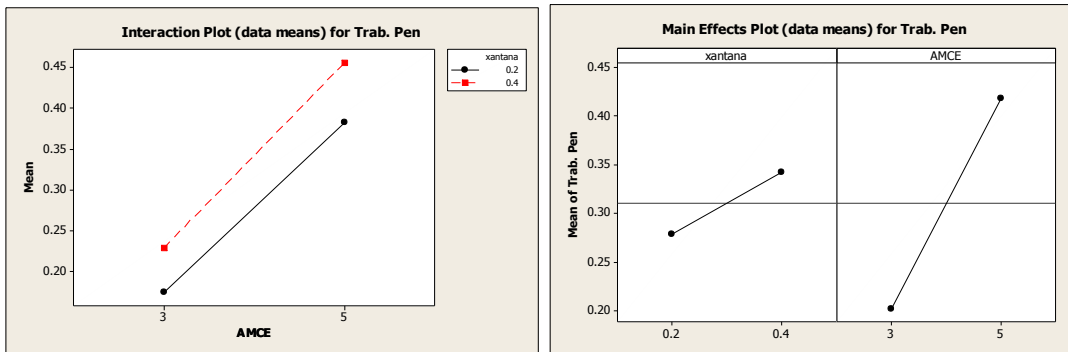 Interaction Plot (data means) for Trab. Pen
xantana
0.2
0.4
0.45
0.40
0.35
0.30
0.25
0.20
Mean
3
5
AMCE
Main Effects Plot (data means) for Trab. Pen
xantana
AMCE
0.45
0.40
0.35
0.30
0.25
0.20
Mean of Trab. Pen
0.2
0.4
3
5